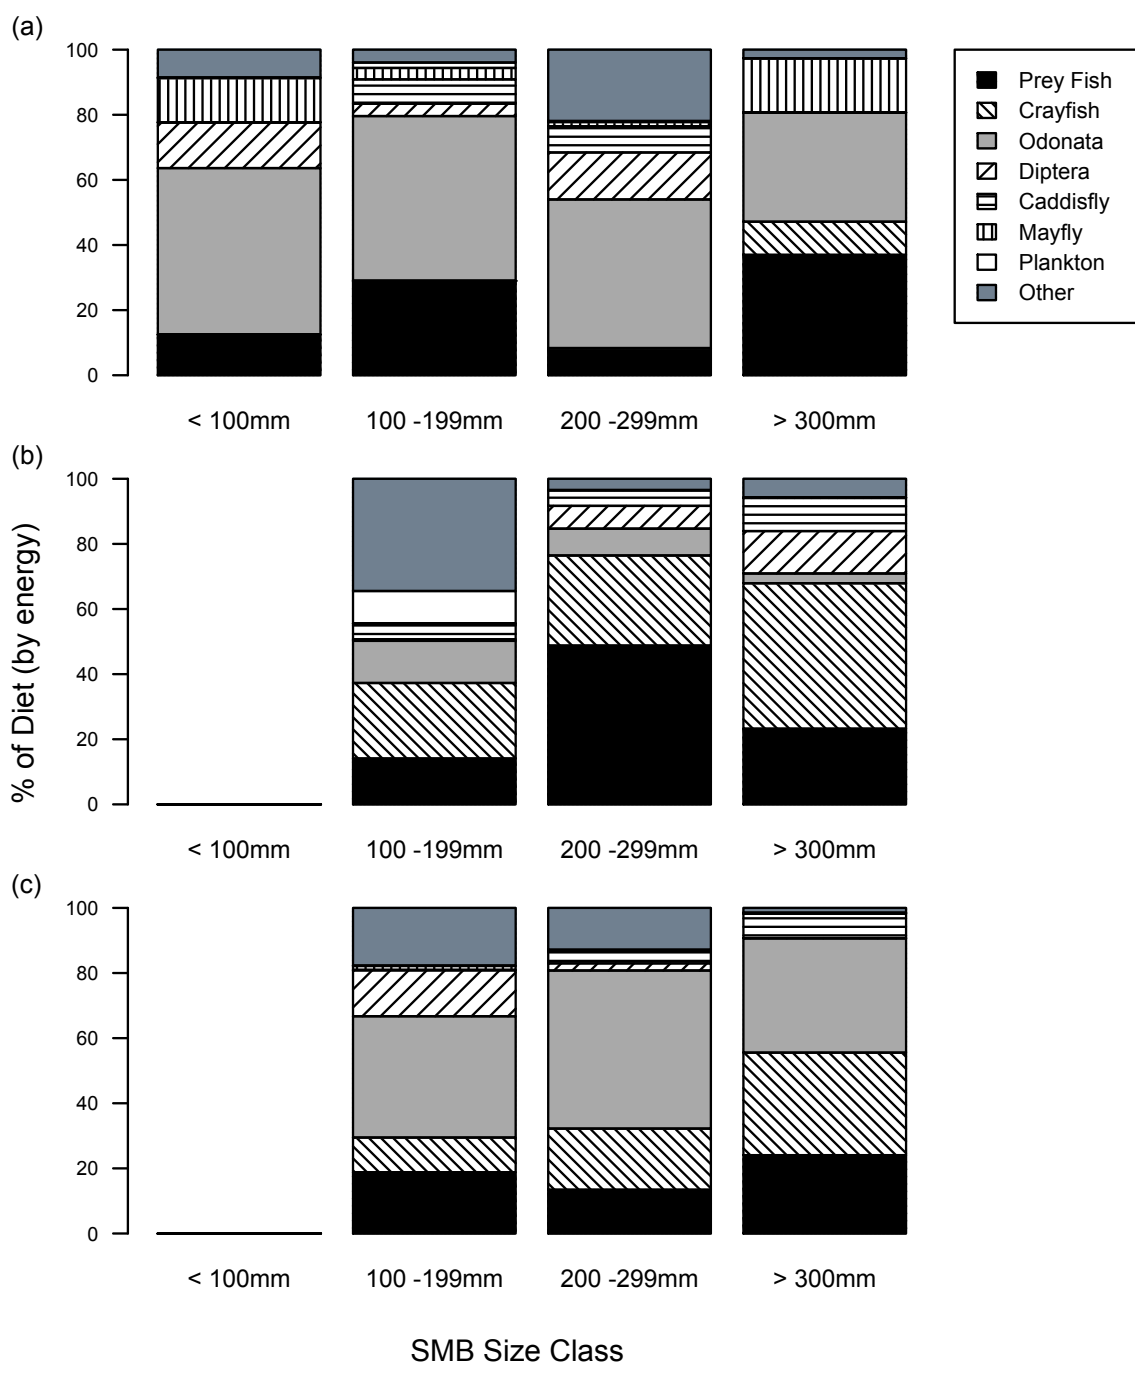 (a)
100
80
60
40
20
0
< 100mm
100 -199mm
200 -299mm
> 300mm
Prey Fish
Crayfish
Odonata
Diptera
Caddisfly
Mayfly
Plankton
Other
(b)
100
80
60
40
20
0
< 100mm
100 -199mm
200 -299mm
> 300mm
% of Diet (by energy)
(c)
100
80
60
40
20
0
< 100mm
100 -199mm
200 -299mm
> 300mm
SMB Size Class